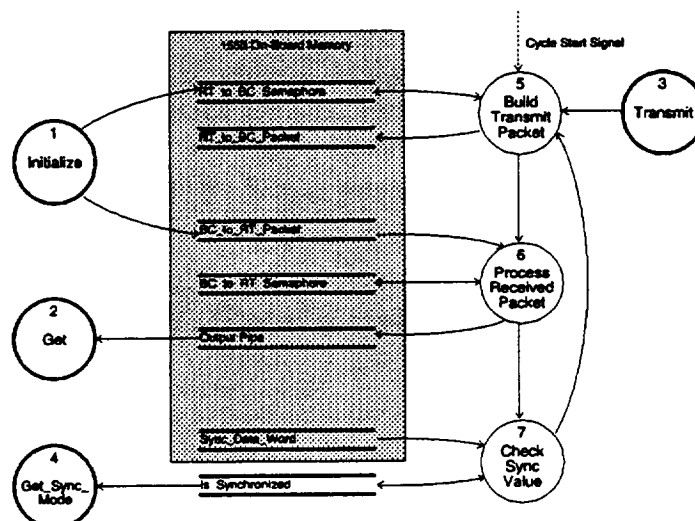 1553 On-Board Memory
Cycle Start Signal
RT_to_BC_Semaphore
5
Build
Transmit
Packet
3
Transmit
1
Initialize
RT_to_BC_Packet
BC_to_RT_Packet
6
Process
Received
Packet
BC_to_RT_Semaphore
2
Get
Output Pipe
Sync_Data_Word
7
Check
Sync
Value
4
Get_Sync_
Mode
Is_Synchronized